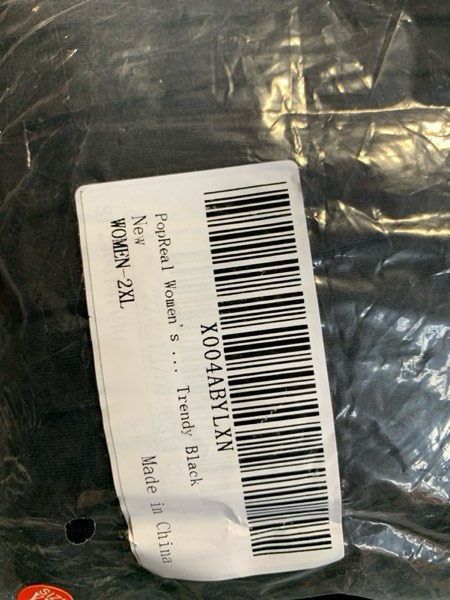 X004ABYLXN
PopReal Women's ... Trendy Black
New
WOMEN-2XL
Made in China